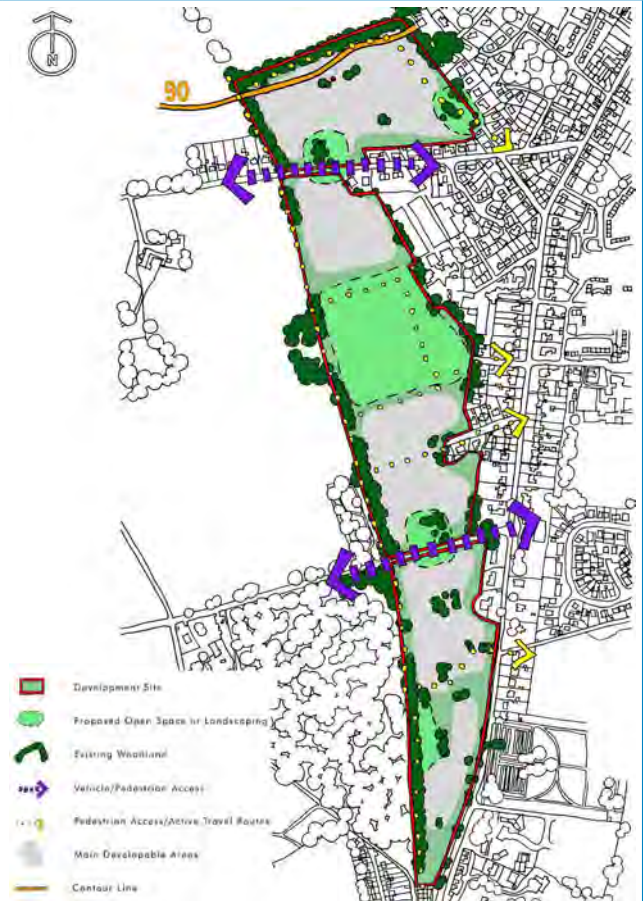 N
90
Development Site
Proposed Open Space or Landscaping
Existing Woodland
Vehicle/Pedestrian Access
Pedestrian Access/Active Travel Routes
Main Developable Areas
Contour Line